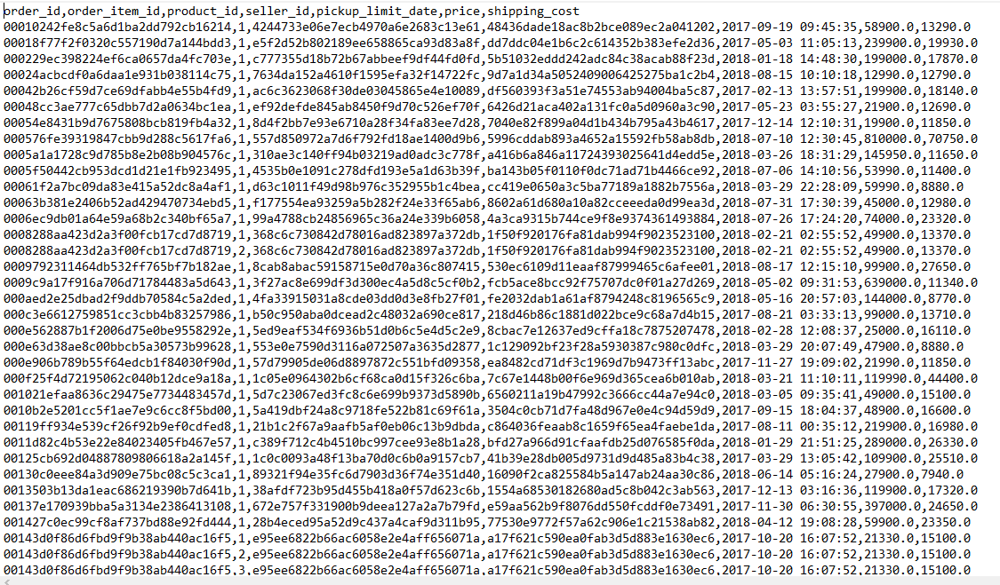 order_id,order_item_id,product_id,seller_id,pickup_limit_date,price,shipping_cost
00010242fe8c5a6d1ba2dd792cb16214,1,4244733e06e7ecb4970a6e2683c13e61,48436dade18ac8b2bce089ec2a041202,2017-09-19 09:45:35,58900.0,13290.0
00018f77f2f0320c557190d7a144bdd3,1,e5f2d52b802189ee658865ca93d83a8f,dd7ddc04e1b6c2c614352b383efe2d36,2017-05-03 11:05:13,239900.0,19930.0
000229ec398224ef6ca0657da4fc703e,1,c777355d18b72b67abbeef9df44fd0fd,5b51032eddd242adc84c38acab88f23d,2018-01-18 14:48:30,199000.0,17870.0
00024acbcdf0a6daa1e931b038114c75,1,7634da152a4610f1595efa32f14722fc,9d7a1d34a5052409006425275ba1c2b4,2018-08-15 10:10:18,12990.0,12790.0
00042b26cf59d7ce69dfabb4e55b4fd9,1,ac6c3623068f30de03045865e4e10089,df560393f3a51e74553ab94004ba5c87,2017-02-13 13:57:51,199900.0,18140.0
00048cc3ae777c65dbb7d2a0634bc1ea,1,ef92defde845ab8450f9d70c526ef70f,6426d21aca402a131fc0a5d0960a3c90,2017-05-23 03:55:27,21900.0,12690.0
00054e8431b9d7675808bcb819fb4a32,1,8d4f2bb7e93e6710a28f34fa83ee7d28,7040e82f899a04d1b434b795a43b4617,2017-12-14 12:10:31,19900.0,11850.0
000576fe39319847cbb9d288c5617fa6,1,557d850972a7d6f792fd18ae1400d9b6,5996cddab893a4652a15592fb58ab8db,2018-07-10 12:30:45,810000.0,70750.0
0005a1a1728c9d785b8e2b08b904576c,1,310ae3c140ff94b03219ad0adc3c778f,a416b6a846a11724393025641d4edd5e,2018-03-26 18:31:29,145950.0,11650.0
0005f50442cb953dcd1d21e1fb923495,1,4535b0e1091c278dfd193e5a1d63b39f,ba143b05f0110f0dc71ad71b4466ce92,2018-07-06 14:10:56,53990.0,11400.0
00061f2a7bc09da83e415a52dc8a4af1,1,d63c1011f49d98b976c352955b1c4bea,cc419e0650a3c5ba77189a1882b7556a,2018-03-29 22:28:09,59990.0,8880.0
00063b381e2406b52ad429470734ebd5,1,f177554ea93259a5b282f24e33f65ab6,8602a61d680a10a82cceeeda0d99ea3d,2018-07-31 17:30:39,45000.0,12980.0
0006ec9db01a64e59a68b2c340bf65a7,1,99a4788cb24856965c36a24e339b6058,4a3ca9315b744ce9f8e9374361493884,2018-07-26 17:24:20,74000.0,23320.0
0008288aa423d2a3f00fcb17cd7d8719,1,368c6c730842d78016ad823897a372db,1f50f920176fa81dab994f9023523100,2018-02-21 02:55:52,49900.0,13370.0
0008288aa423d2a3f00fcb17cd7d8719,2,368c6c730842d78016ad823897a372db,1f50f920176fa81dab994f9023523100,2018-02-21 02:55:52,49900.0,13370.0
0009792311464db532ff765bf7b182ae,1,8cab8abac59158715e0d70a36c807415,530ec6109d11eaaf87999465c6afee01,2018-08-17 12:15:10,99900.0,27650.0
0009c9a17f916a706d71784483a5d643,1,3f27ac8e699df3d300ec4a5d8c5cf0b2,fcb5ace8bcc92f75707dc0f01a27d269,2018-05-02 09:31:53,639000.0,11340.0
000aed2e25dbad2f9ddb70584c5a2ded,1,4fa33915031a8cde03dd0d3e8fb27f01,fe2032dab1a61af8794248c8196565c9,2018-05-16 20:57:03,144000.0,8770.0
000c3e6612759851cc3cbb4b83257986,1,b50c950aba0dcead2c48032a690ce817,218d46b86c1881d022bce9c68a7d4b15,2017-08-21 03:33:13,99000.0,13710.0
000e562887b1f2006d75e0be9558292e,1,5ed9eaf534f6936b51d0b6c5e4d5c2e9,8cbac7e12637ed9cffa18c7875207478,2018-02-28 12:08:37,25000.0,16110.0
000e63d38ae8c00bbcb5a30573b99628,1,553e0e7590d3116a072507a3635d2877,1c129092bf23f28a5930387c980c0dfc,2018-03-29 20:07:49,47900.0,8880.0
000e906b789b55f64edcb1f84030f90d,1,57d79905de06d8897872c551bfd09358,ea8482cd71df3c1969d7b9473ff13abc,2017-11-27 19:09:02,21990.0,11850.0
000f25f4d72195062c040b12dce9a18a,1,1c05e0964302b6cf68ca0d15f326c6ba,7c67e1448b00f6e969d365cea6b010ab,2018-03-21 11:10:11,119990.0,44400.0
001021efaa8636c29475e7734483457d,1,5d7c23067ed3fc8c6e699b9373d5890b,6560211a19b47992c3666cc44a7e94c0,2018-03-05 09:35:41,49000.0,15100.0
0010b2e5201cc5f1ae7e9c6cc8f5bd00,1,5a419dbf24a8c9718fe522b81c69f61a,3504c0cb71d7fa48d967e0e4c94d59d9,2017-09-15 18:04:37,48900.0,16600.0
00119ff934e539cf26f92b9ef0cdfed8,1,21b1c2f67a9aafb5af0eb06c13b9dbda,c864036feaab8c1659f65ea4faebe1da,2017-08-11 00:35:12,219900.0,16980.0
0011d82c4b53e22e84023405fb467e57,1,c389f712c4b4510bc997cee93e8b1a28,bfd27a966d91cfaafdb25d076585f0da,2018-01-29 21:51:25,289000.0,26330.0
00125cb692d04887809806618a2a145f,1,1c0c0093a48f13ba70d0c6b0a9157cb7,41b39e28db005d9731d9d485a83b4c38,2017-03-29 13:05:42,109900.0,25510.0
00130c0eee84a3d909e75bc08c5c3ca1,1,89321f94e35fc6d7903d36f74e351d40,16090f2ca825584b5a147ab24aa30c86,2018-06-14 05:16:24,27900.0,7940.0
0013503b13da1eac686219390b7d641b,1,38afdf723b95d455b418a0f57d623c6b,1554a68530182680ad5c8b042c3ab563,2017-12-13 03:16:36,119900.0,17320.0
00137e170939bba5a3134e2386413108,1,672e757f331900b9deea127a2a7b79fd,e59aa562b9f8076dd550fcddf0e73491,2017-11-30 06:30:55,397000.0,24650.0
001427c0ec99cf8af737bd88e92fd444,1,28b4eced95a52d9c437a4caf9d311b95,77530e9772f57a62c906e1c21538ab82,2018-04-12 19:08:28,59900.0,23350.0
00143d0f86d6fbd9f9b38ab440ac16f5,1,e95ee6822b66ac6058e2e4aff656071a,a17f621c590ea0fab3d5d883e1630ec6,2017-10-20 16:07:52,21330.0,15100.0
00143d0f86d6fbd9f9b38ab440ac16f5,2,e95ee6822b66ac6058e2e4aff656071a,a17f621c590ea0fab3d5d883e1630ec6,2017-10-20 16:07:52,21330.0,15100.0
00143d0f86d6fbd9f9b38ab440ac16f5,3,e95ee6822b66ac6058e2e4aff656071a,a17f621c590ea0fab3d5d883e1630ec6,2017-10-20 16:07:52,21330.0,15100.0